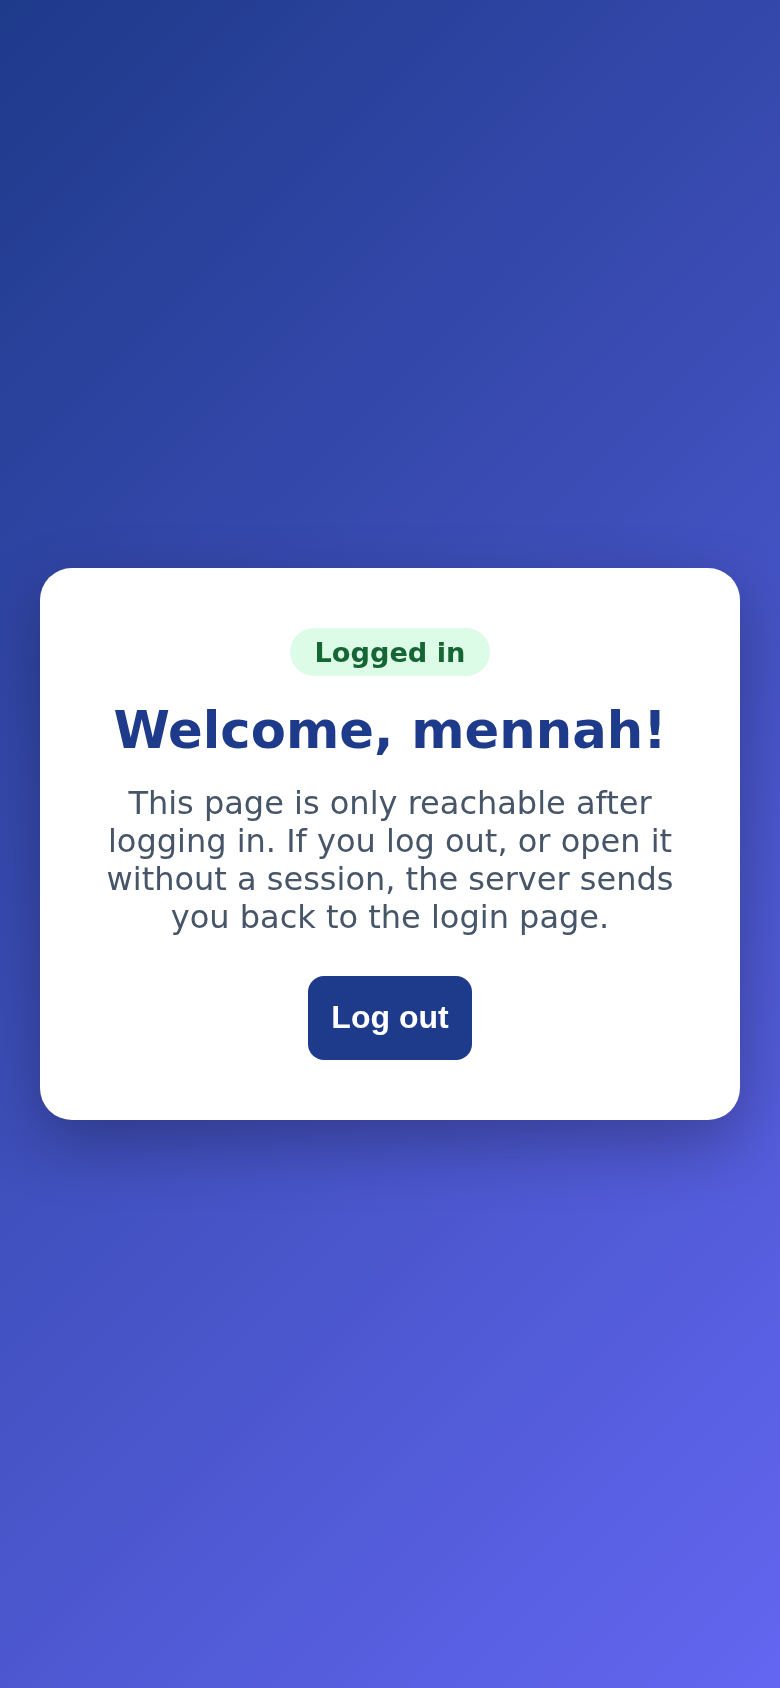 Logged in
Welcome, mennah!
This page is only reachable after
logging in. If you log out, or open it
without a session, the server sends
you back to the login page.
Log out